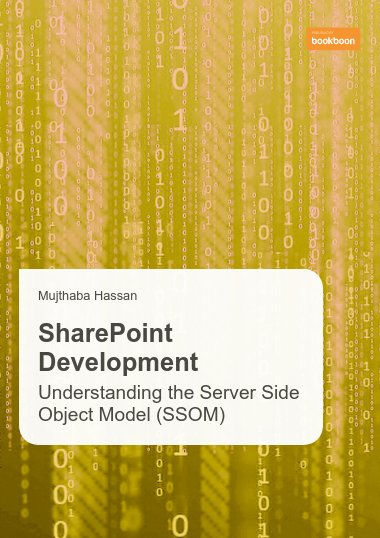 bookboon
Mujthaba Hassan
SharePoint
Development
Understanding the Server Side
Object Model (SSOM)